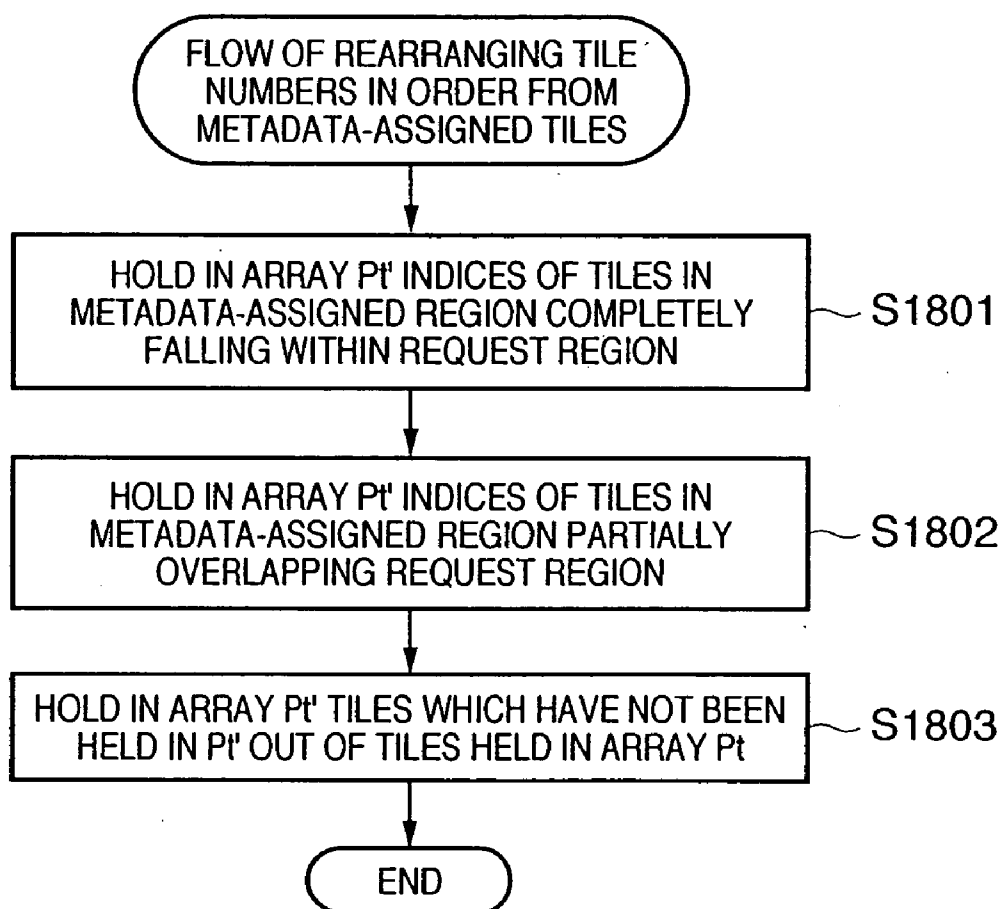 FLOW OF REARRANGING TILE
NUMBERS IN ORDER FROM
METADATA-ASSIGNED TILES
HOLD IN ARRAY Pt' INDICES OF TILES IN
METADATA-ASSIGNED REGION COMPLETELY
FALLING WITHIN REQUEST REGION
S1801
HOLD IN ARRAY Pt' INDICES OF TILES IN
METADATA-ASSIGNED REGION PARTIALLY
OVERLAPPING REQUEST REGION
S1802
HOLD IN ARRAY Pt' TILES WHICH HAVE NOT BEEN
HELD IN Pt' OUT OF TILES HELD IN ARRAY Pt
S1803
END